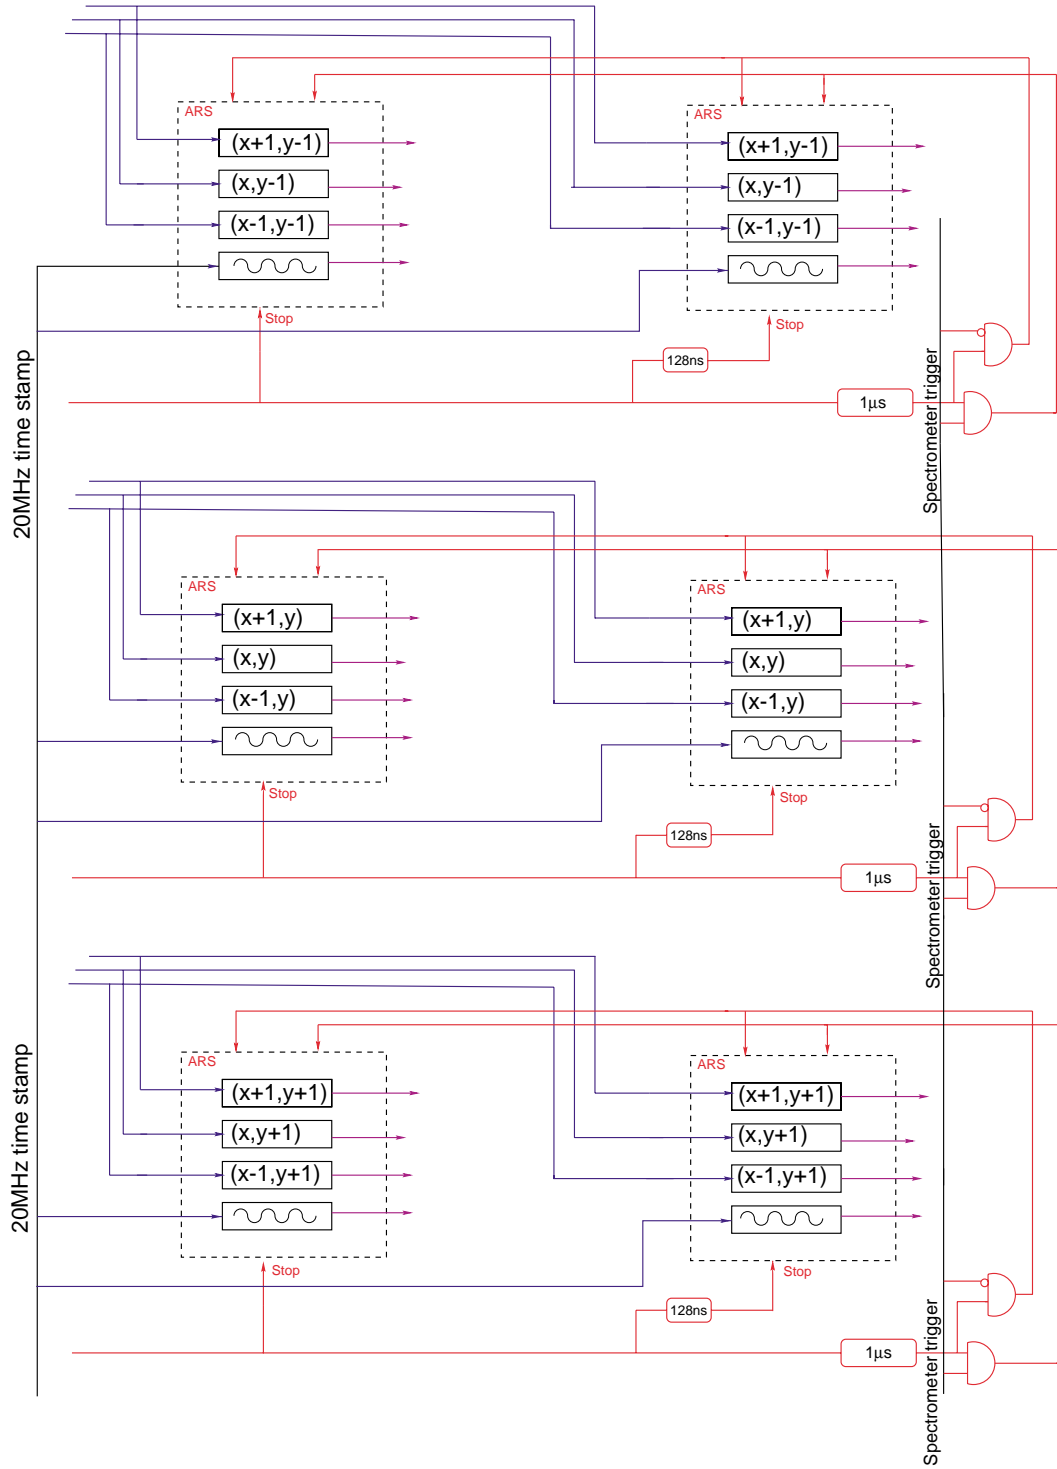 ARS
ARS
(x+1,y-1)
(x+1,y-1)
(x,y-1)
(x,y-1)
(x-1,y-1)
(x-1,y-1)
Stop
Stop
128ns
1μs
20MHz time stamp
Spectrometer trigger
ARS
ARS
(x+1,y)
(x+1,y)
(x,y)
(x,y)
(x-1,y)
(x-1,y)
Stop
Stop
128ns
1μs
Spectrometer trigger
ARS
ARS
(x+1,y+1)
(x+1,y+1)
(x,y+1)
(x,y+1)
(x-1,y+1)
(x-1,y+1)
20MHz time stamp
Stop
Stop
128ns
1μs
Spectrometer trigger